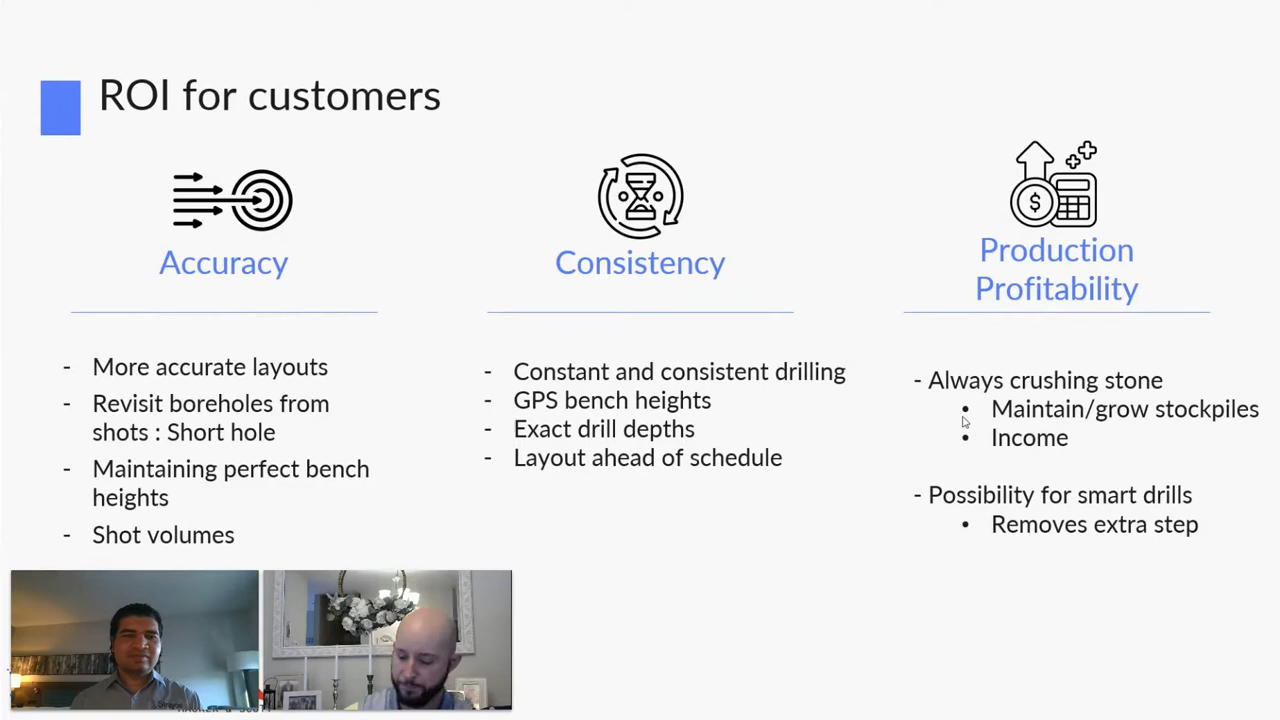 ROI for customers
Accuracy
- More accurate layouts
- Revisit boreholes from
shots : Short hole
- Maintaining perfect bench
heights
- Shot volumes
Consistency
- Constant and consistent drilling
- GPS bench heights
- Exact drill depths
- Layout ahead of schedule
Production
Profitability
- Always crushing stone
• Maintain/grow stockpiles
• Income
- Possibility for smart drills
• Removes extra step